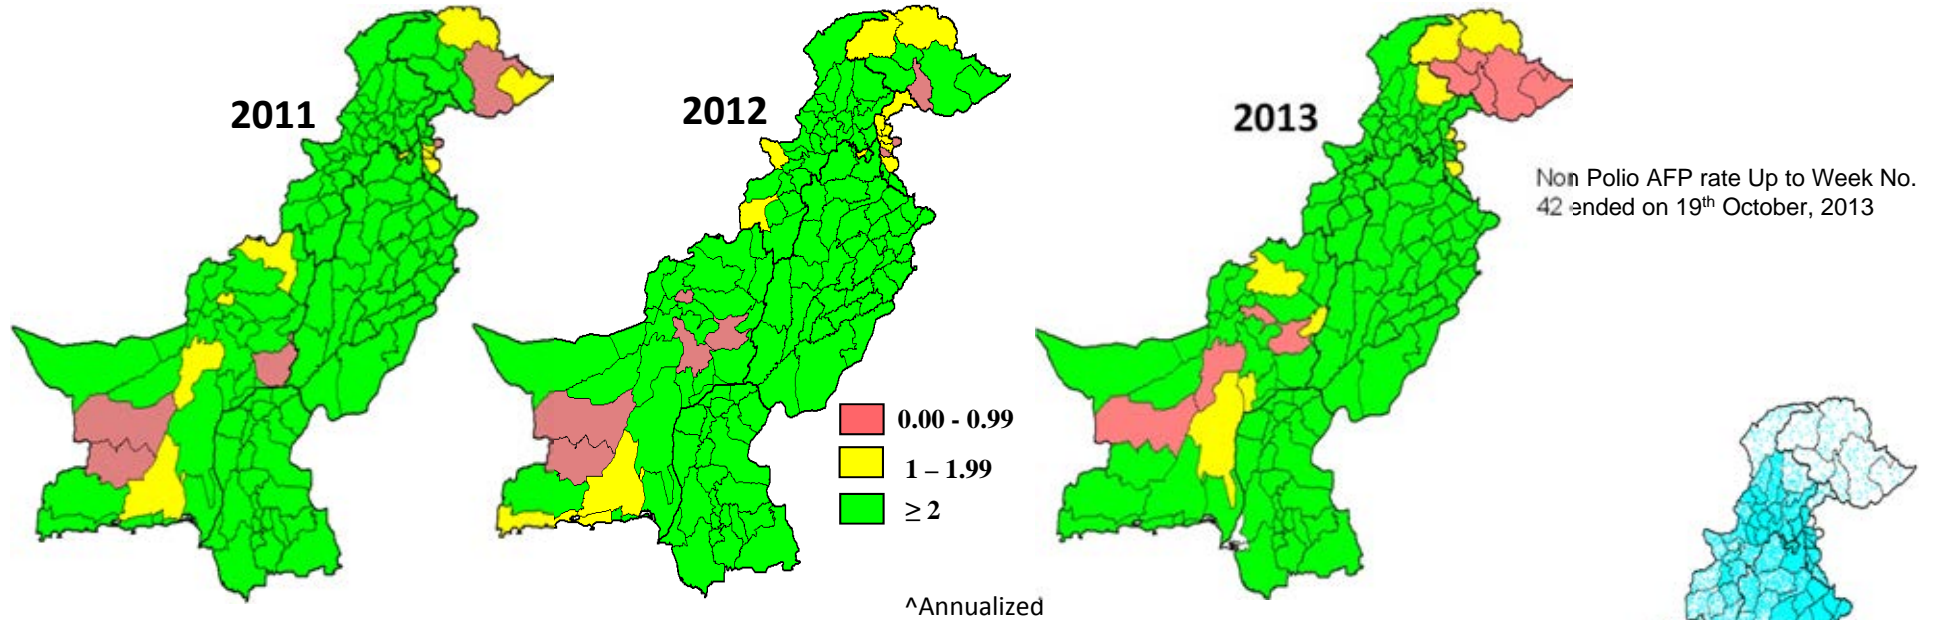 2011
2012
2013
Non Polio AFP rate Up to Week No.
42 ended on 19th October, 2013
0.00 - 0.99
1 – 1.99
≥ 2
^Annualized